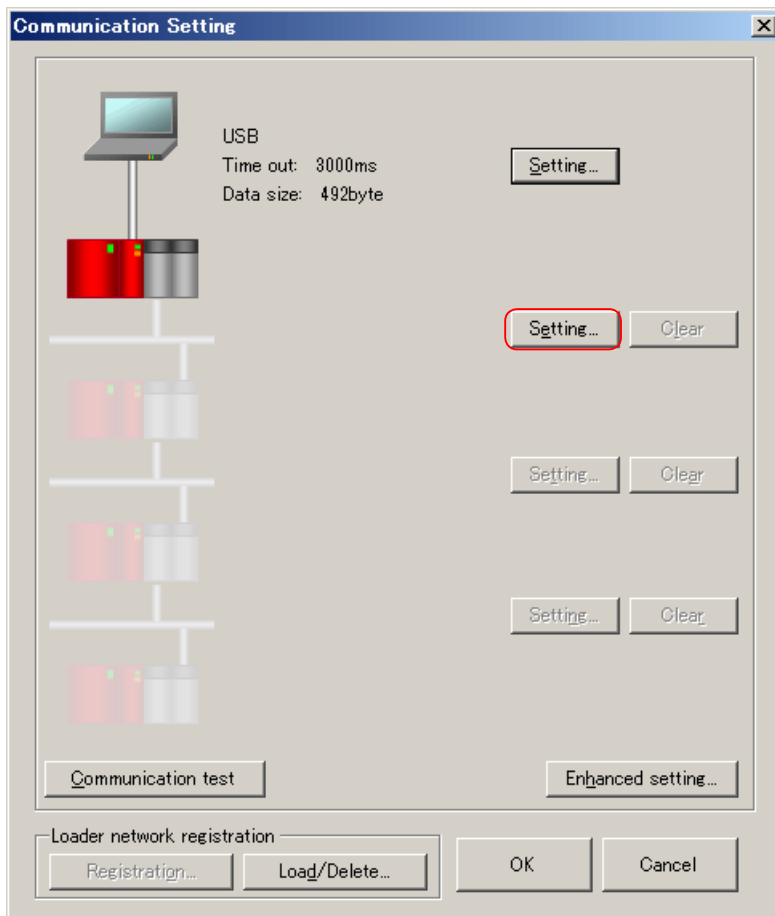 Communication Setting
USB
Time out: 3000ms
Setting...
Data size: 492byte
Setting... Clear
Setting... Clear
Setting... Clear
Communication test Enhanced setting...
Loader network registration
Registration... Load/Delete... OK Cancel